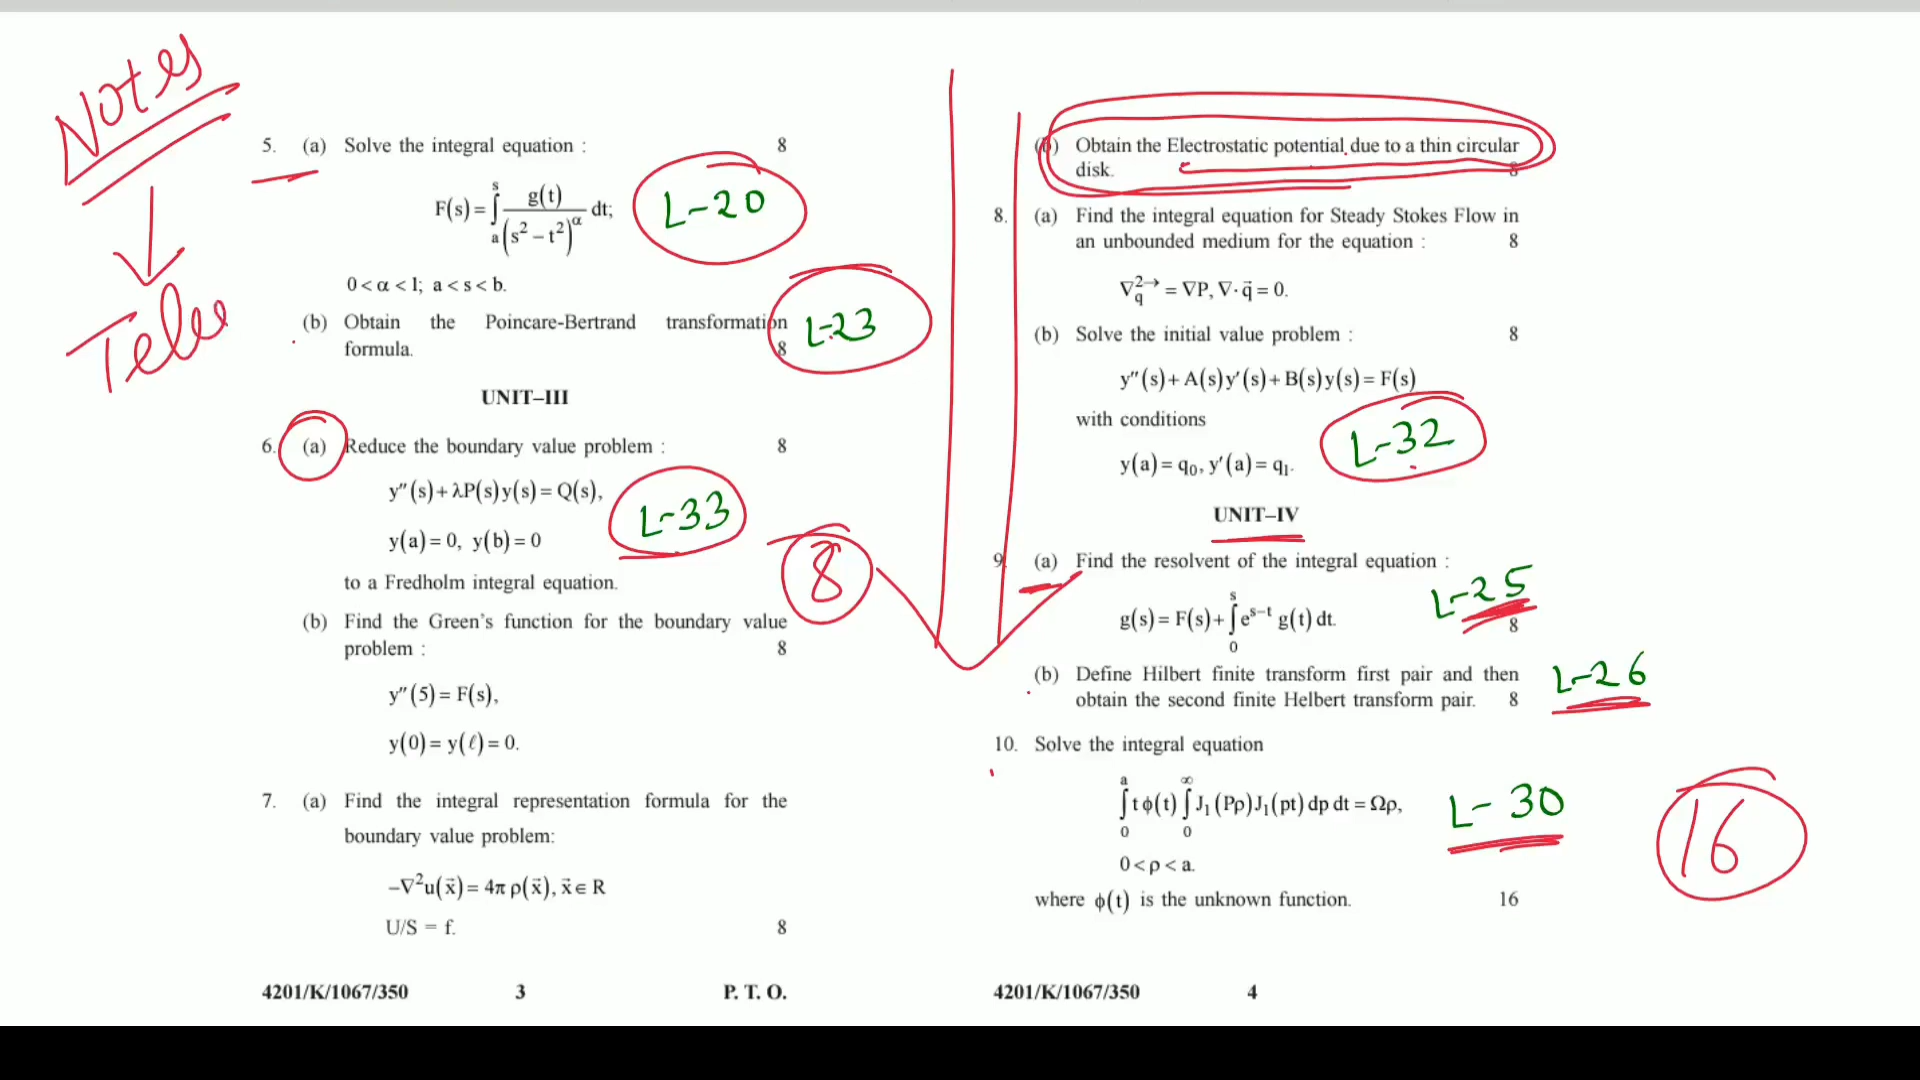 Notes
Tele
5. (a) Solve the integral equation : 8
F(s) = ∫ₐˢ g(t) / (s² – t²)^α dt;
L-20
0 < α < 1; a < s < b.
(b) Obtain the Poincare-Bertrand transformation
formula. 8
L-23
UNIT–III
6. (a) Reduce the boundary value problem : 8
y″(s) + λP(s)y(s) = Q(s),
L-33
y(a) = 0, y(b) = 0
8
to a Fredholm integral equation.
(b) Find the Green's function for the boundary value
problem : 8
y″(5) = F(s),
y(0) = y(ℓ) = 0.
7. (a) Find the integral representation formula for the
boundary value problem:
–∇²u(x⃗) = 4π ρ(x⃗), x⃗ ∈ R
U/S = f. 8
4201/K/1067/350 3 P. T. O.
(b) Obtain the Electrostatic potential due to a thin circular
disk. 8
8. (a) Find the integral equation for Steady Stokes Flow in
an unbounded medium for the equation : 8
∇²q⃗ = ∇P, ∇·q⃗ = 0.
(b) Solve the initial value problem : 8
y″(s) + A(s)y′(s) + B(s)y(s) = F(s)
with conditions
L-32
y(a) = q₀, y′(a) = q₁.
UNIT–IV
9. (a) Find the resolvent of the integral equation :
L-25
g(s) = F(s) + ∫₀ˢ e^(s–t) g(t) dt. 8
(b) Define Hilbert finite transform first pair and then
obtain the second finite Helbert transform pair. 8
L-26
10. Solve the integral equation
∫₀ᵃ t ϕ(t) ∫₀^∞ J₁(Pρ)J₁(pt) dp dt = Ωρ,
L-30
16
0 < ρ < a.
where ϕ(t) is the unknown function. 16
4201/K/1067/350 4